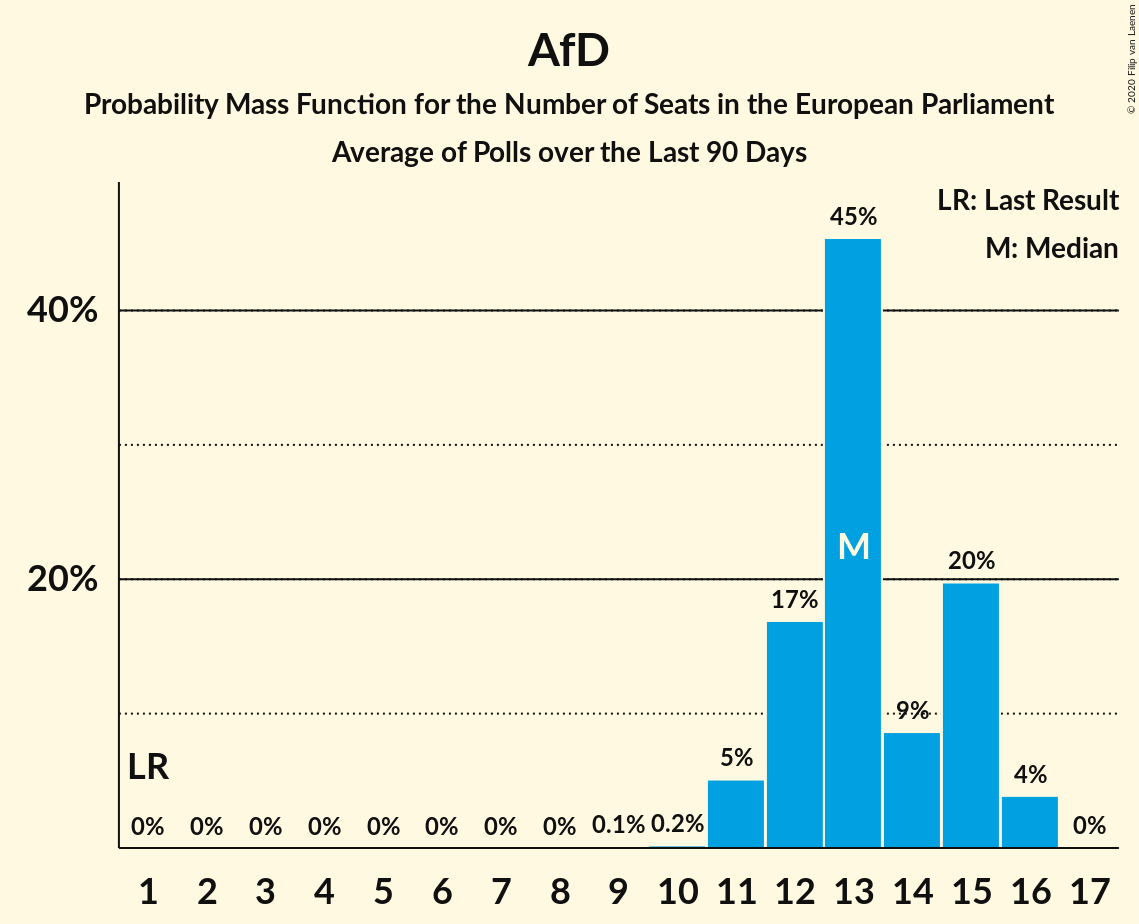 AfD
Probability Mass Function for the Number of Seats in the European Parliament
Average of Polls over the Last 90 Days
© 2020 Filip van Laenen
LR: Last Result
M: Median
45%
40%
M
20%
20%
17%
9%
LR
5%
4%
0% 0% 0% 0% 0% 0% 0% 0% 0.1% 0.2% 0%
1 2 3 4 5 6 7 8 9 10 11 12 13 14 15 16 17